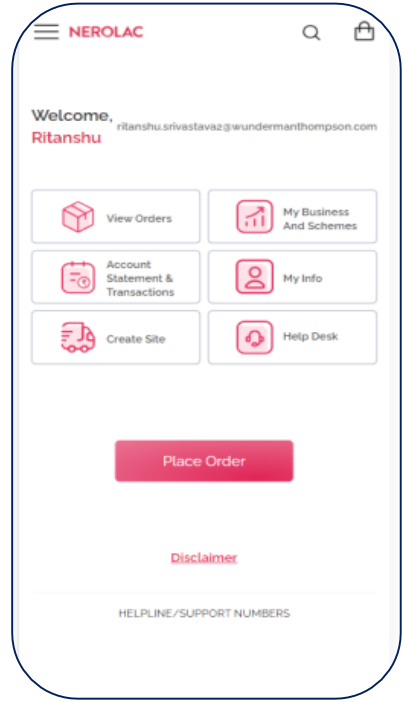 NEROLAC
Welcome,
Ritanshu
ritanshu.srivastava2@wundermanthompson.com
View Orders
My Business
And Schemes
Account
Statement &
Transactions
My Info
Create Site
Help Desk
Place Order
Disclaimer
HELPLINE/SUPPORT NUMBERS